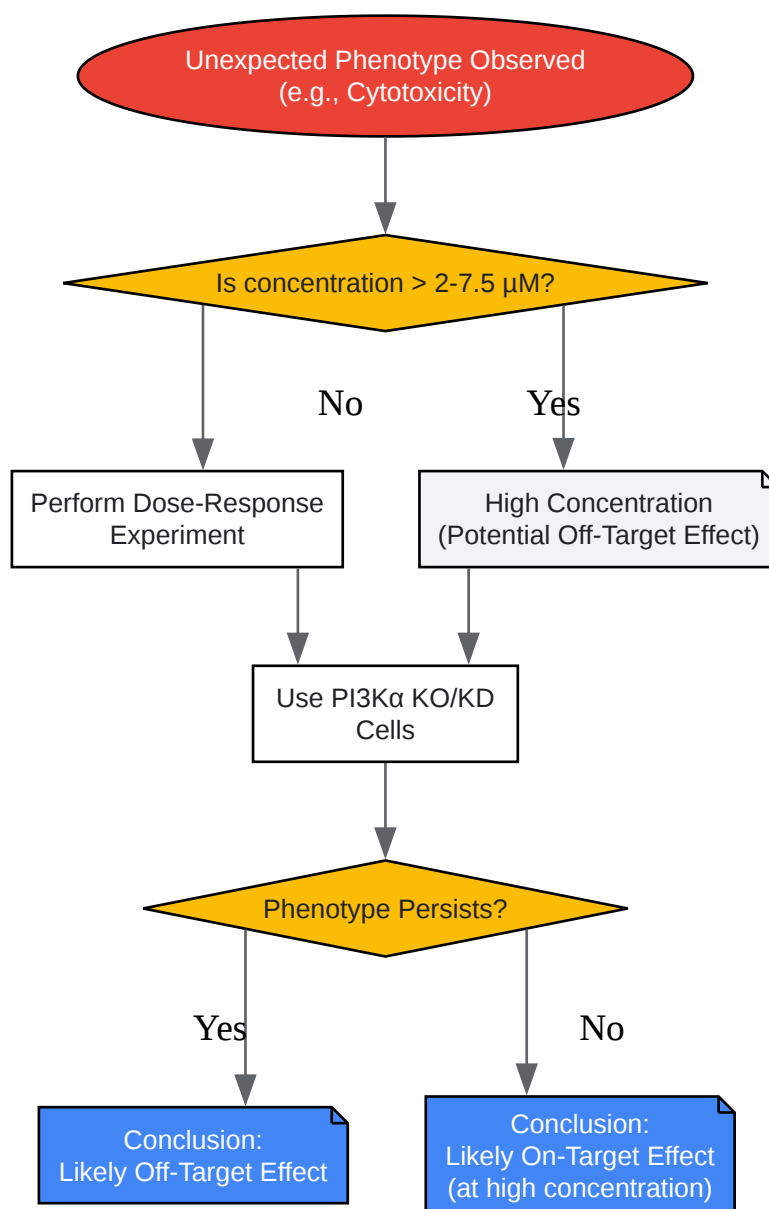 Unexpected Phenotype Observed
(e.g., Cytotoxicity)
Is concentration > 2-7.5 µM?
No
Yes
Perform Dose-Response
Experiment
High Concentration
(Potential Off-Target Effect)
Use PI3Kα KO/KD
Cells
Phenotype Persists?
Yes
No
Conclusion:
Likely Off-Target Effect
Conclusion:
Likely On-Target Effect
(at high concentration)